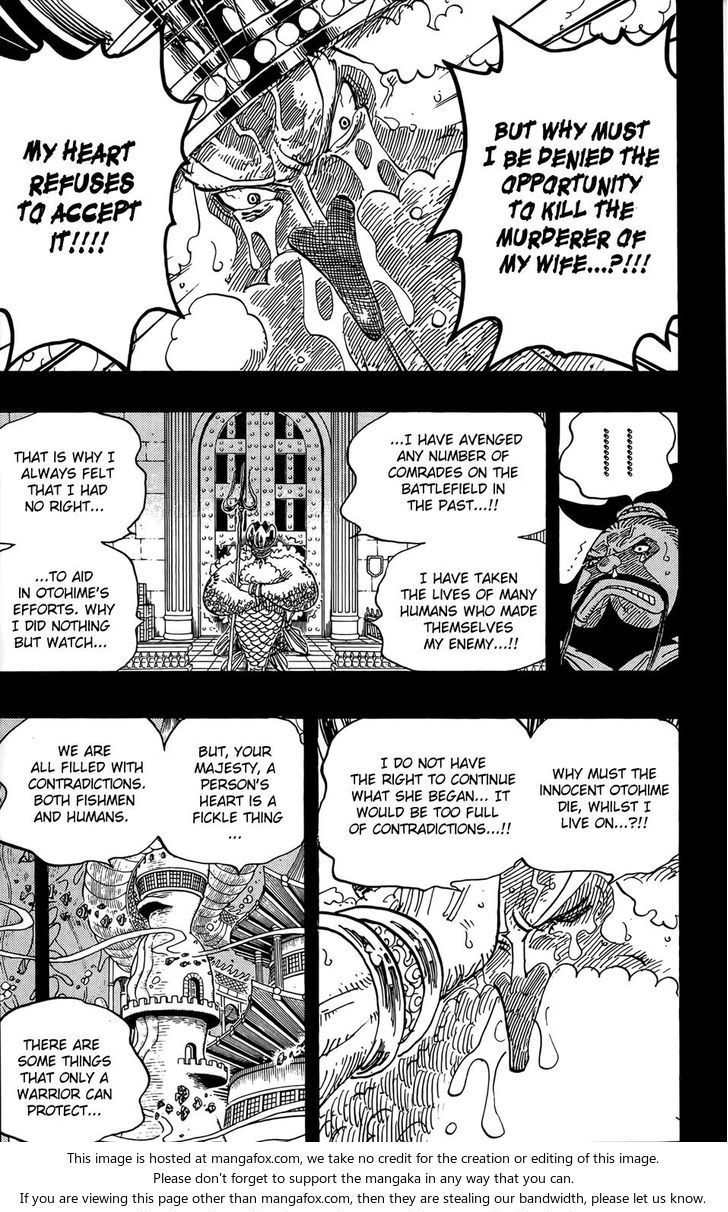 BUT WHY MUST
I BE DENIED THE
OPPORTUNITY
TO KILL THE
MURDERER OF
MY WIFE...?!!!
MY HEART
REFUSES
TO ACCEPT
IT!!!!
!!!!!!!! !!!!!!!!
...I HAVE AVENGED
ANY NUMBER OF
COMRADES ON THE
BATTLEFIELD IN
THE PAST...!!
I HAVE TAKEN
THE LIVES OF MANY
HUMANS WHO MADE
THEMSELVES
MY ENEMY...!!
THAT IS WHY I
ALWAYS FELT
THAT I HAD
NO RIGHT...
...TO AID
IN OTOHIME'S
EFFORTS. WHY
I DID NOTHING
BUT WATCH...
WHY MUST THE
INNOCENT OTOHIME
DIE, WHILST I
LIVE ON...?!!
I DO NOT HAVE
THE RIGHT TO CONTINUE
WHAT SHE BEGAN... IT
WOULD BE TOO FULL
OF CONTRADICTIONS...!!
BUT, YOUR
MAJESTY, A
PERSON'S
HEART IS A
FICKLE THING
...
WE ARE
ALL FILLED WITH
CONTRADICTIONS.
BOTH FISHMEN
AND HUMANS.
THERE ARE
SOME THINGS
THAT ONLY A
WARRIOR CAN
PROTECT...
This image is hosted at mangafox.com, we take no credit for the creation or editing of this image.
Please don't forget to support the mangaka in any way that you can.
If you are viewing this page other than mangafox.com, then they are stealing our bandwidth, please let us know.